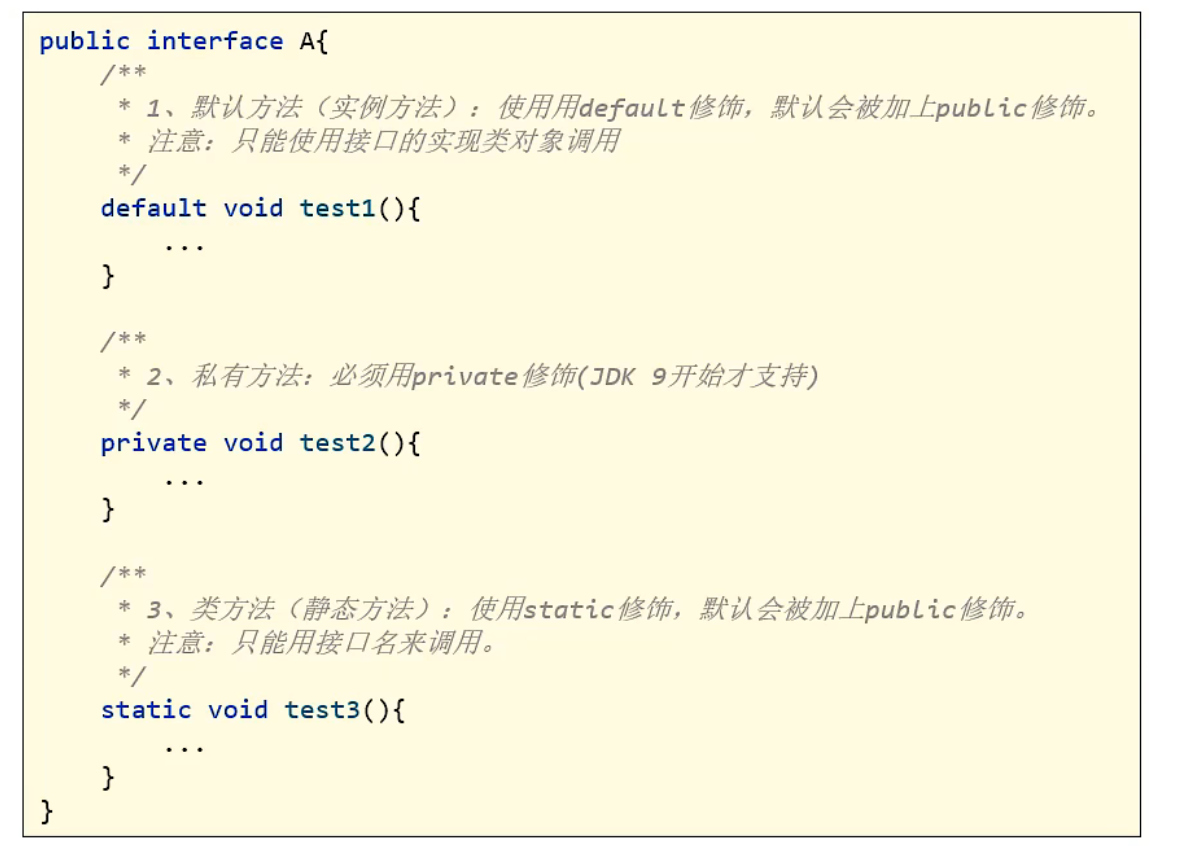 public interface A{
/**
* 1、默认方法（实例方法）：使用用default修饰，默认会被加上public修饰。
* 注意：只能使用接口的实现类对象调用
*/
default void test1(){
...
}
/**
* 2、私有方法：必须用private修饰(JDK 9开始才支持)
*/
private void test2(){
...
}
/**
* 3、类方法（静态方法）：使用static修饰，默认会被加上public修饰。
* 注意：只能用接口名来调用。
*/
static void test3(){
...
}
}